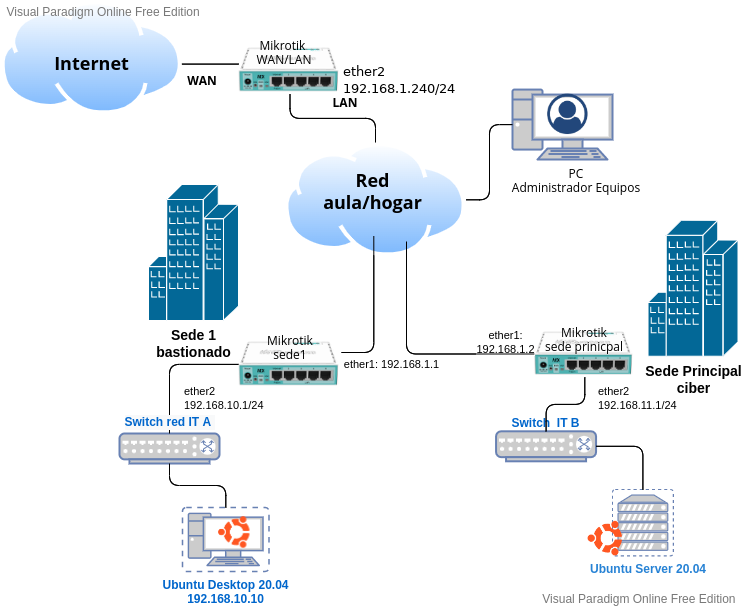 Visual Paradigm Online Free Edition
Internet
WAN
Mikrotik
WAN/LAN
ether2
192.168.1.240/24
LAN
PC
Administrador Equipos
Red
aula/hogar
Sede 1
bastionado
Mikrotik
sede1
ether1: 192.168.1.1
ether1:
192.168.1.2
Mikrotik
sede prinicpal
Sede Principal
ciber
ether2
192.168.10.1/24
Switch red IT A
ether2
192.168.11.1/24
Switch IT B
Ubuntu Desktop 20.04
192.168.10.10
Ubuntu Server 20.04
Visual Paradigm Online Free Edition